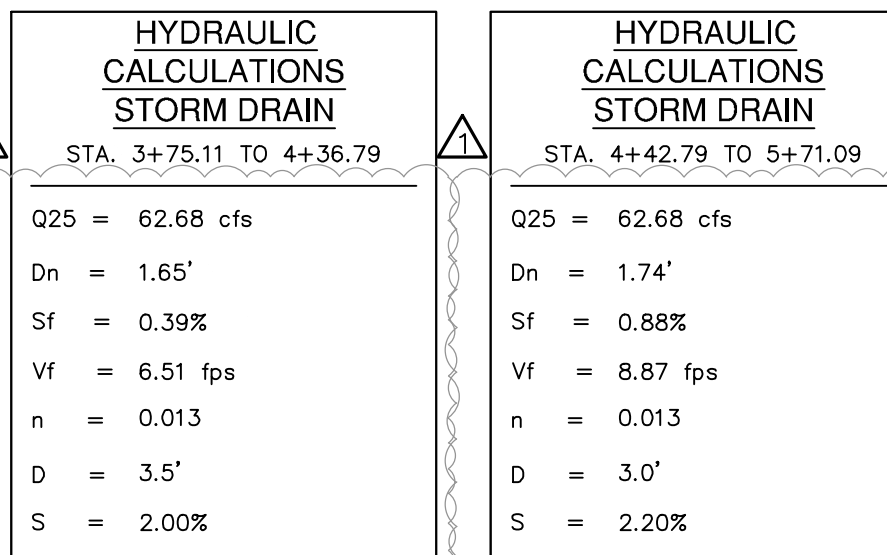 HYDRAULIC
CALCULATIONS
STORM DRAIN
STA. 3+75.11 TO 4+36.79
Q25 = 62.68 cfs
Dn = 1.65'
Sf = 0.39%
Vf = 6.51 fps
n = 0.013
D = 3.5'
S = 2.00%
1
HYDRAULIC
CALCULATIONS
STORM DRAIN
STA. 4+42.79 TO 5+71.09
Q25 = 62.68 cfs
Dn = 1.74'
Sf = 0.88%
Vf = 8.87 fps
n = 0.013
D = 3.0'
S = 2.20%